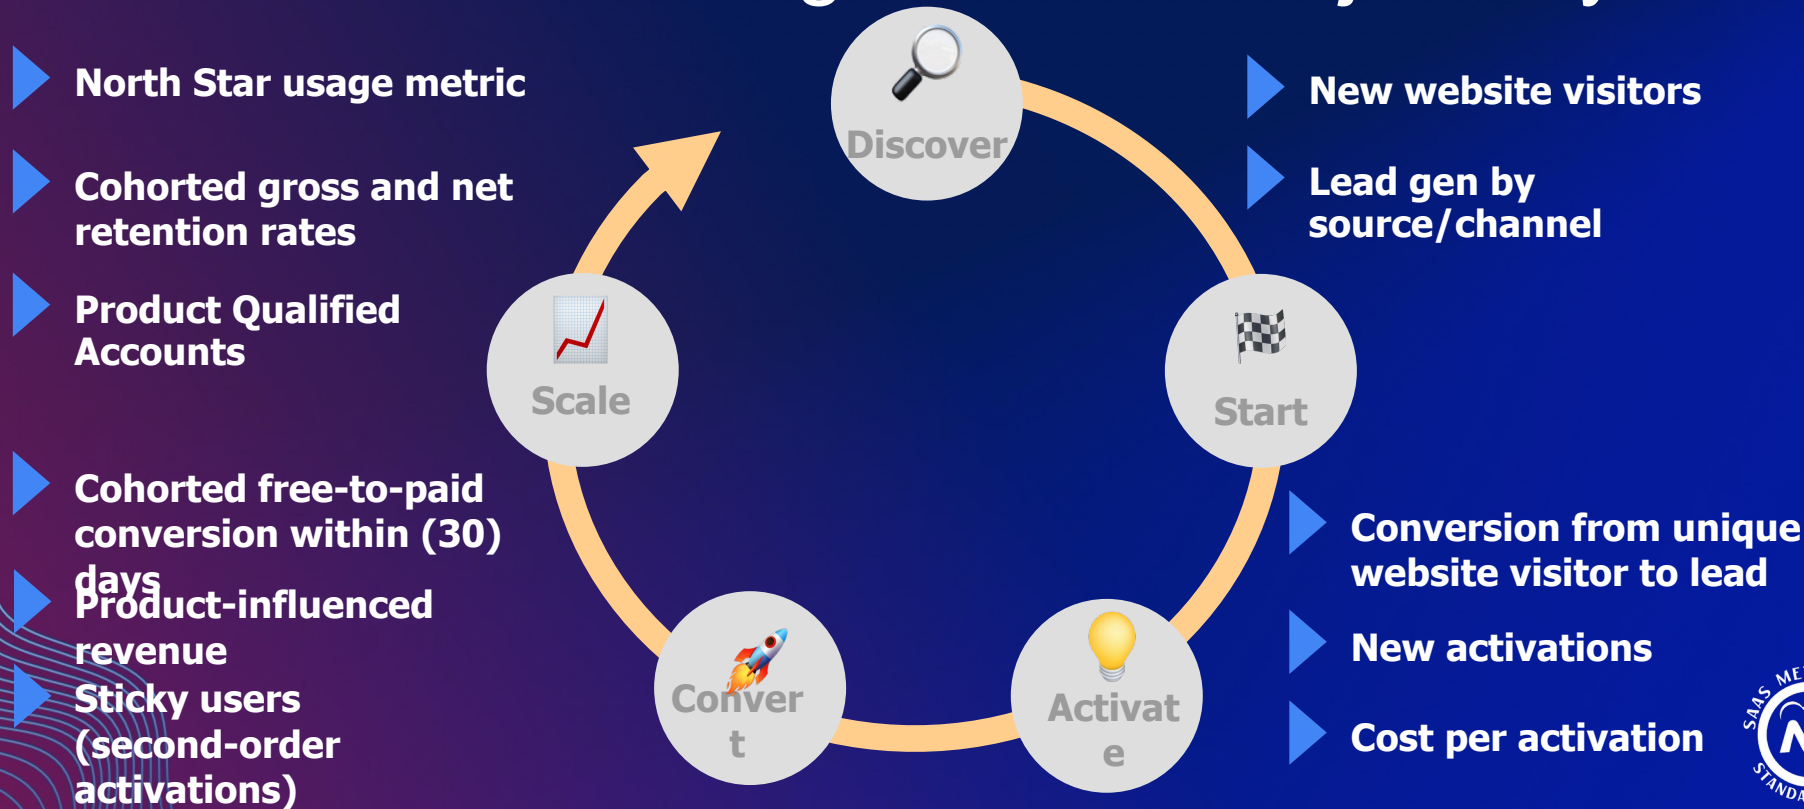 North Star usage metric
Cohorted gross and net
retention rates
Product Qualified
Accounts
Cohorted free-to-paid
conversion within (30)
days
Product-influenced
revenue
Sticky users
(second-order
activations)
Discover
Scale
Start
Conver
t
Activat
e
New website visitors
Lead gen by
source/channel
Conversion from unique
website visitor to lead
New activations
Cost per activation
SAAS